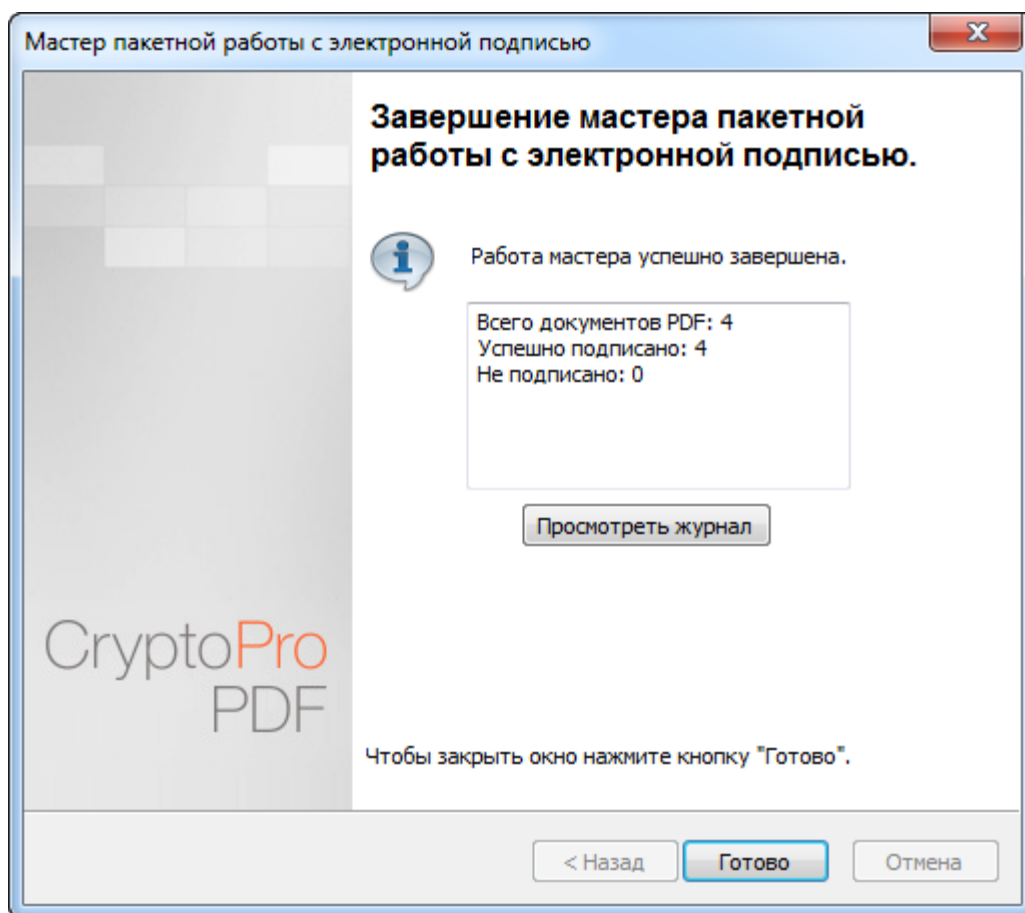 Мастер пакетной работы с электронной подписью
Завершение мастера пакетной
работы с электронной подписью.
Работа мастера успешно завершена.
Всего документов PDF: 4
Успешно подписано: 4
Не подписано: 0
Просмотреть журнал
CryptoPro
PDF
Чтобы закрыть окно нажмите кнопку "Готово".
< Назад
Готово
Отмена